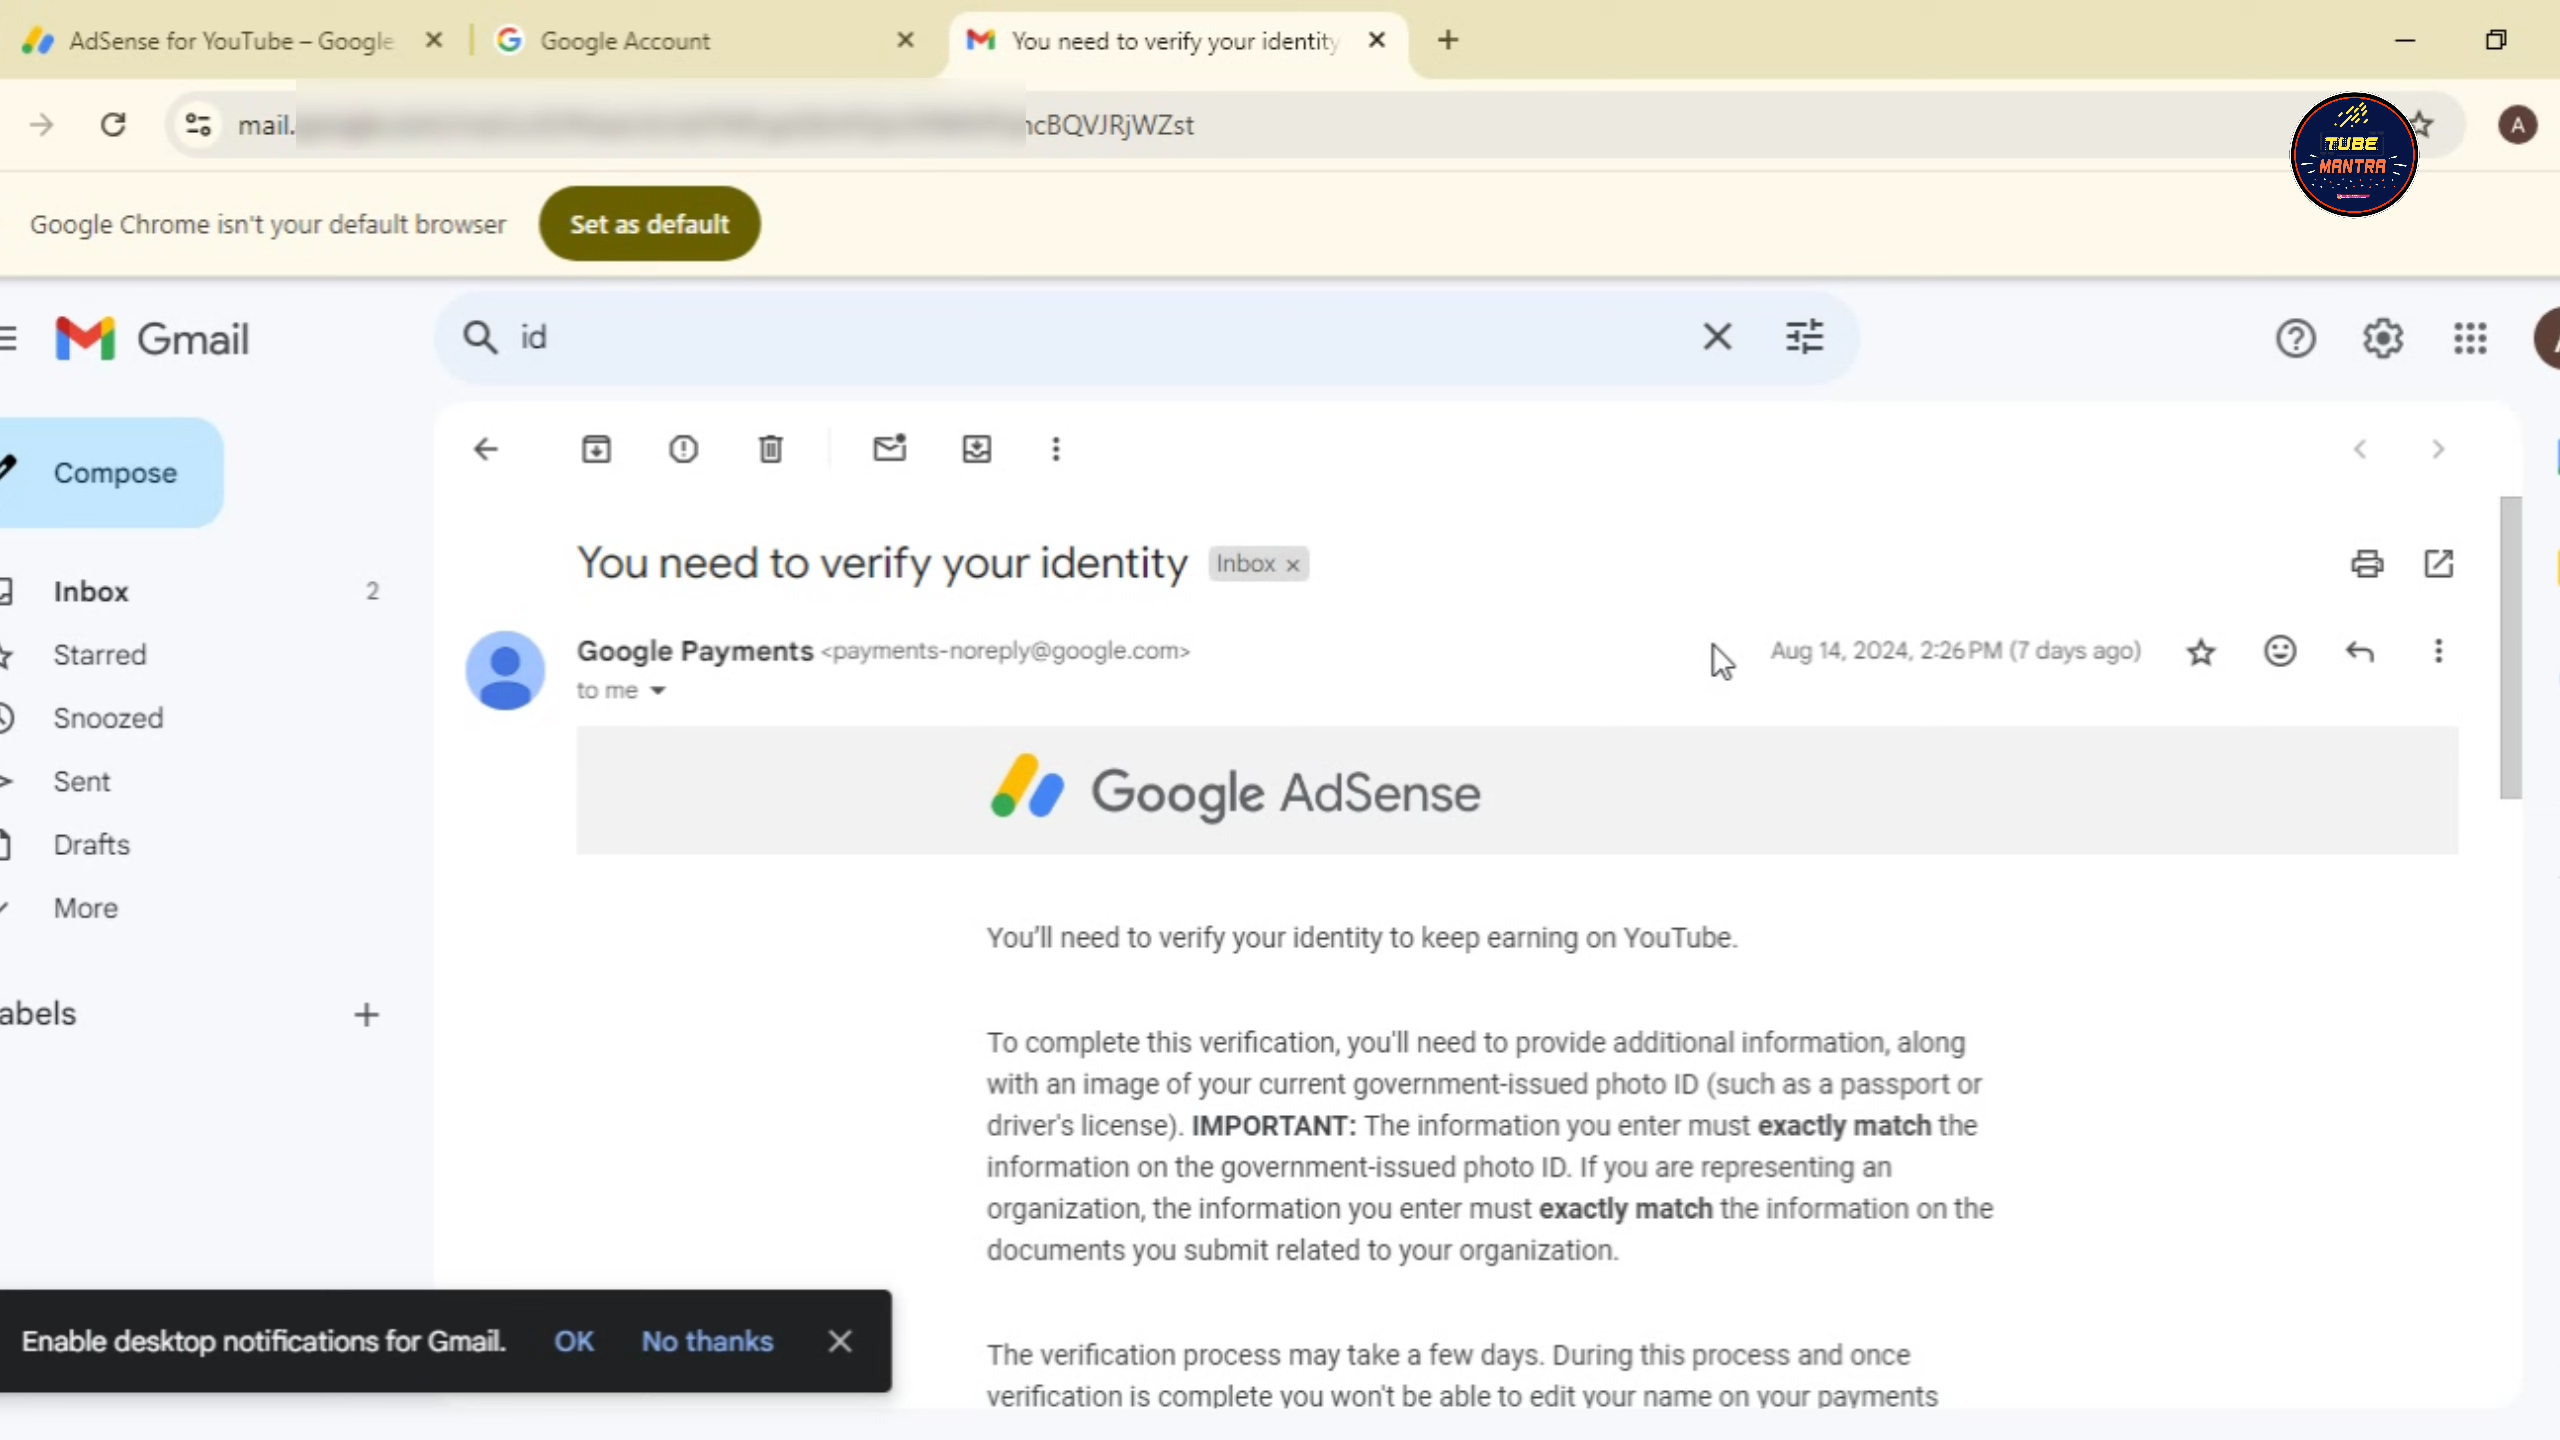 AdSense for YouTube – Google
Google Account
You need to verify your identity
mail.
ncBQVJRjWZst
A
TUBE
MANTRA
Google Chrome isn't your default browser
Set as default
Gmail
id
Compose
You need to verify your identity
Inbox ×
Inbox 2
Google Payments <payments-noreply@google.com>
Aug 14, 2024, 2:26 PM (7 days ago)
to me
Starred
Snoozed
Sent
Drafts
More
abels
Google AdSense
You'll need to verify your identity to keep earning on YouTube.
To complete this verification, you'll need to provide additional information, along
with an image of your current government-issued photo ID (such as a passport or
driver's license). IMPORTANT: The information you enter must exactly match the
information on the government-issued photo ID. If you are representing an
organization, the information you enter must exactly match the information on the
documents you submit related to your organization.
The verification process may take a few days. During this process and once
verification is complete you won't be able to edit your name on your payments
Enable desktop notifications for Gmail. OK No thanks